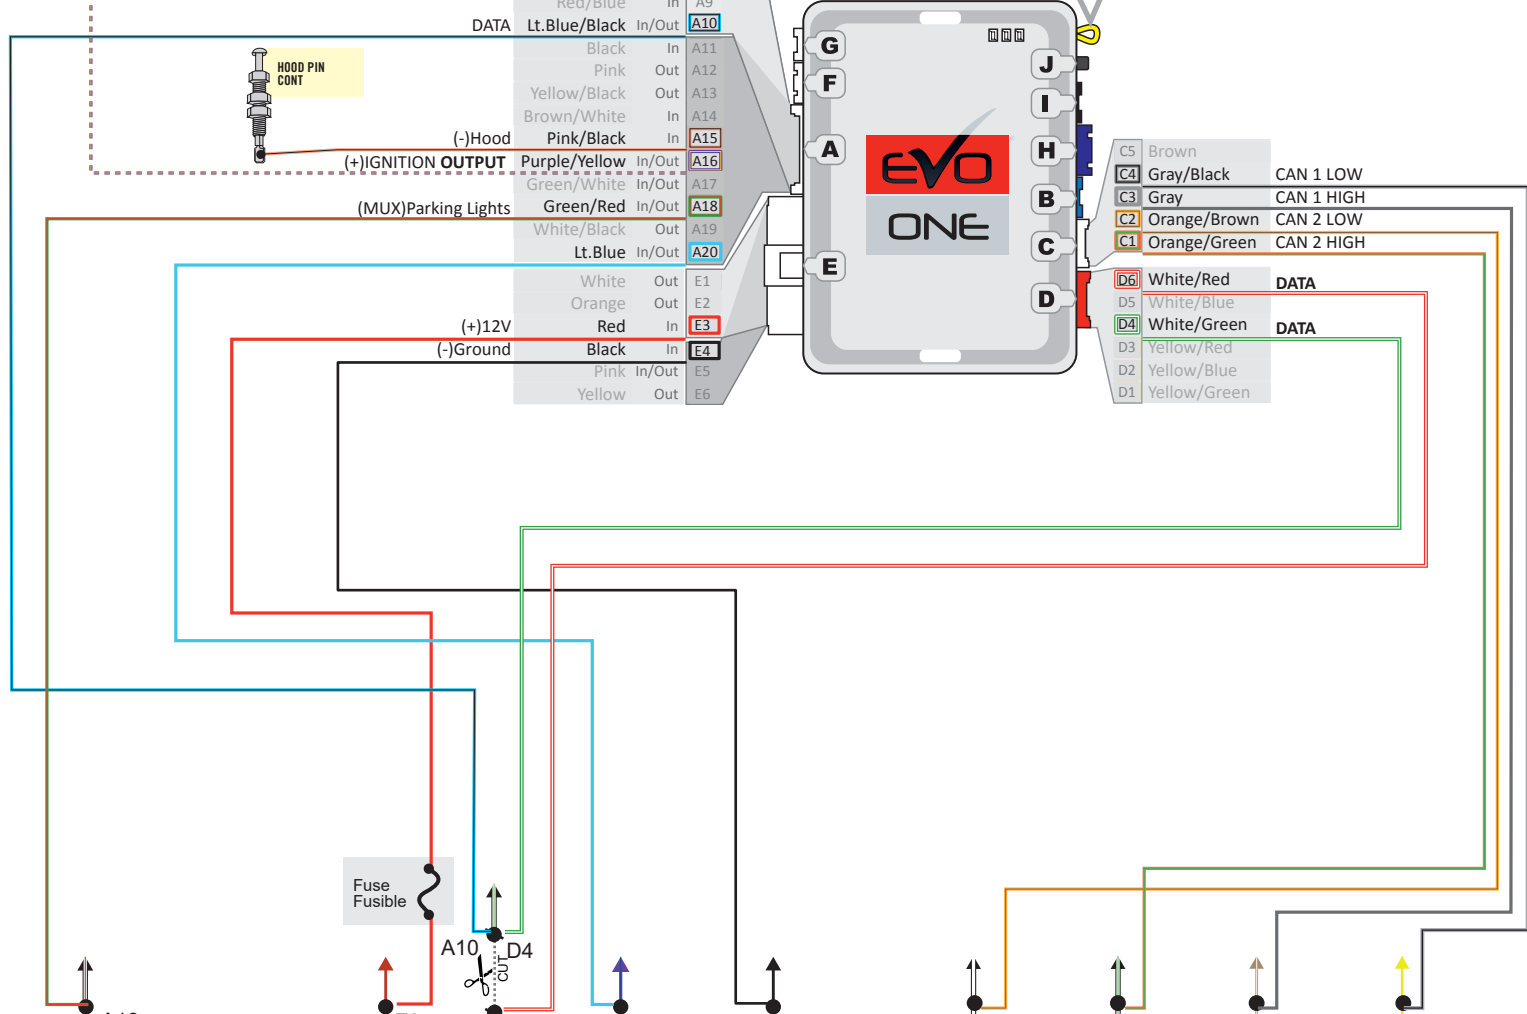 Red/Blue In A9
DATA Lt.Blue/Black In/Out A10
Black In A11
Pink Out A12
Yellow/Black Out A13
Brown/White In A14
(-)Hood Pink/Black In A15
(+)IGNITION OUTPUT Purple/Yellow In/Out A16
Green/White In/Out A17
(MUX)Parking Lights Green/Red In/Out A18
White/Black Out A19
Lt.Blue In/Out A20
White Out E1
Orange Out E2
(+)12V Red In E3
(-)Ground Black In E4
Pink In/Out E5
Yellow Out E6
HOOD PIN
CONT
G
F
A
E
J
I
H
B
C
D
EVO
ONE
C5 Brown
C4 Gray/Black CAN 1 LOW
C3 Gray CAN 1 HIGH
C2 Orange/Brown CAN 2 LOW
C1 Orange/Green CAN 2 HIGH
D6 White/Red DATA
D5 White/Blue
D4 White/Green DATA
D3 Yellow/Red
D2 Yellow/Blue
D1 Yellow/Green
Fuse
Fusible
A10 D4
CUT